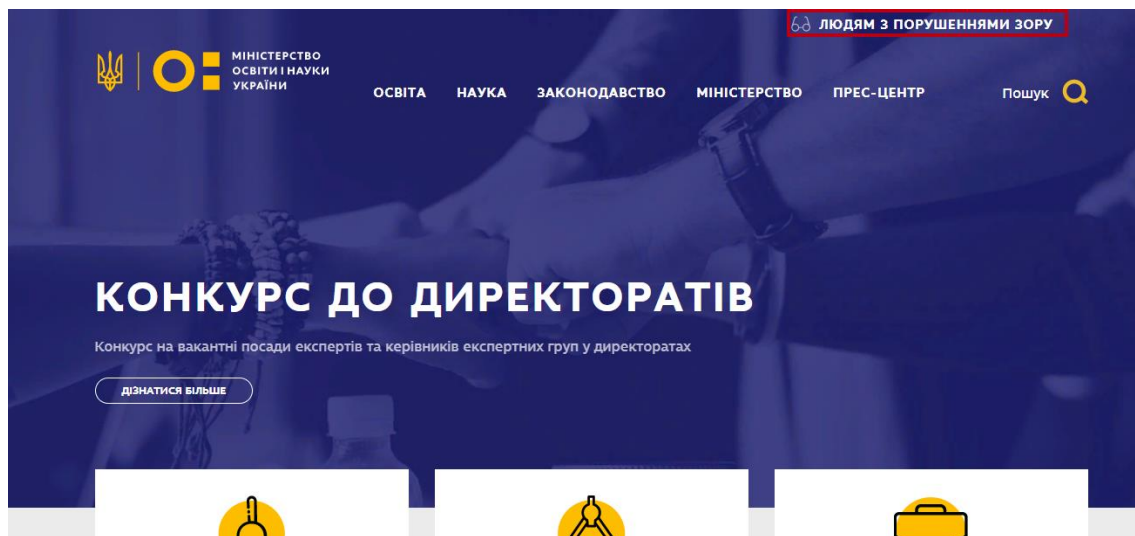 ЛЮДЯМ З ПОРУШЕННЯМИ ЗОРУ
МІНІСТЕРСТВО
ОСВІТИ І НАУКИ
УКРАЇНИ
ОСВІТА НАУКА ЗАКОНОДАВСТВО МІНІСТЕРСТВО ПРЕС-ЦЕНТР Пошук
КОНКУРС ДО ДИРЕКТОРАТІВ
Конкурс на вакантні посади експертів та керівників експертних груп у директоратах
ДІЗНАТИСЯ БІЛЬШЕ